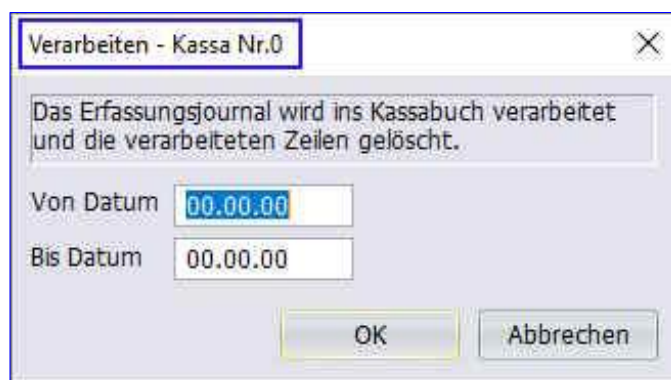 Verarbeiten - Kassa Nr.0
Das Erfassungsjournal wird ins Kassabuch verarbeitet
und die verarbeiteten Zeilen gelöscht.
Von Datum 00.00.00
Bis Datum 00.00.00
OK Abbrechen